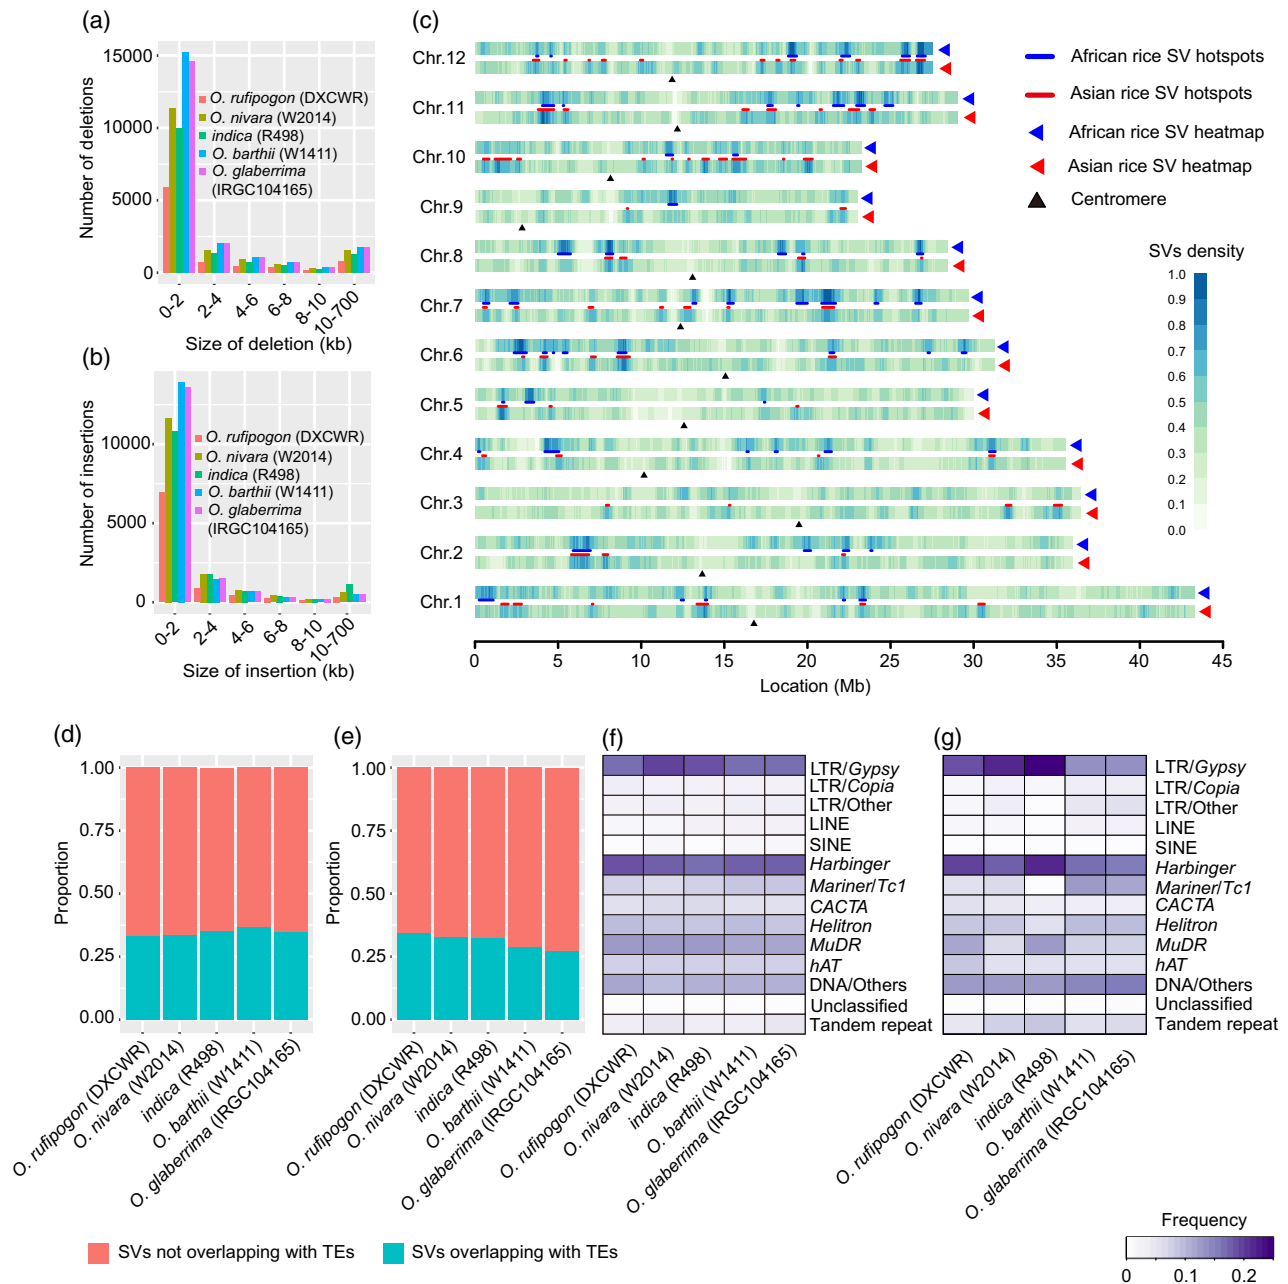 (a)
15000
10000
5000
0
Number of deletions
O. rufipogon (DXCWR)
O. nivara (W2014)
indica (R498)
O. barthii (W1411)
O. glaberrima
(IRGC104165)
0-2
2-4
4-6
6-8
8-10
10-700
Size of deletion (kb)
(b)
10000
5000
0
Number of insertions
O. rufipogon (DXCWR)
O. nivara (W2014)
indica (R498)
O. barthii (W1411)
O. glaberrima
(IRGC104165)
0-2
2-4
4-6
6-8
8-10
10-700
Size of insertion (kb)
(c)
Chr.12
Chr.11
Chr.10
Chr.9
Chr.8
Chr.7
Chr.6
Chr.5
Chr.4
Chr.3
Chr.2
Chr.1
0
5
10
15
20
25
30
35
40
45
Location (Mb)
African rice SV hotspots
Asian rice SV hotspots
African rice SV heatmap
Asian rice SV heatmap
Centromere
SVs density
1.0
0.9
0.8
0.7
0.6
0.5
0.4
0.3
0.2
0.1
0.0
(d)
1.00
0.75
0.50
0.25
0.00
Proportion
O. rufipogon (DXCWR)
O. nivara (W2014)
indica (R498)
O. barthii (W1411)
O. glaberrima (IRGC104165)
(e)
1.00
0.75
0.50
0.25
0.00
Proportion
O. rufipogon (DXCWR)
O. nivara (W2014)
indica (R498)
O. barthii (W1411)
O. glaberrima (IRGC104165)
(f)
LTR/Gypsy
LTR/Copia
LTR/Other
LINE
SINE
Harbinger
Mariner/Tc1
CACTA
Helitron
MuDR
hAT
DNA/Others
Unclassified
Tandem repeat
O. rufipogon (DXCWR)
O. nivara (W2014)
indica (R498)
O. barthii (W1411)
O. glaberrima (IRGC104165)
(g)
LTR/Gypsy
LTR/Copia
LTR/Other
LINE
SINE
Harbinger
Mariner/Tc1
CACTA
Helitron
MuDR
hAT
DNA/Others
Unclassified
Tandem repeat
O. rufipogon (DXCWR)
O. nivara (W2014)
indica (R498)
O. barthii (W1411)
O. glaberrima (IRGC104165)
SVs not overlapping with TEs
SVs overlapping with TEs
Frequency
0
0.1
0.2